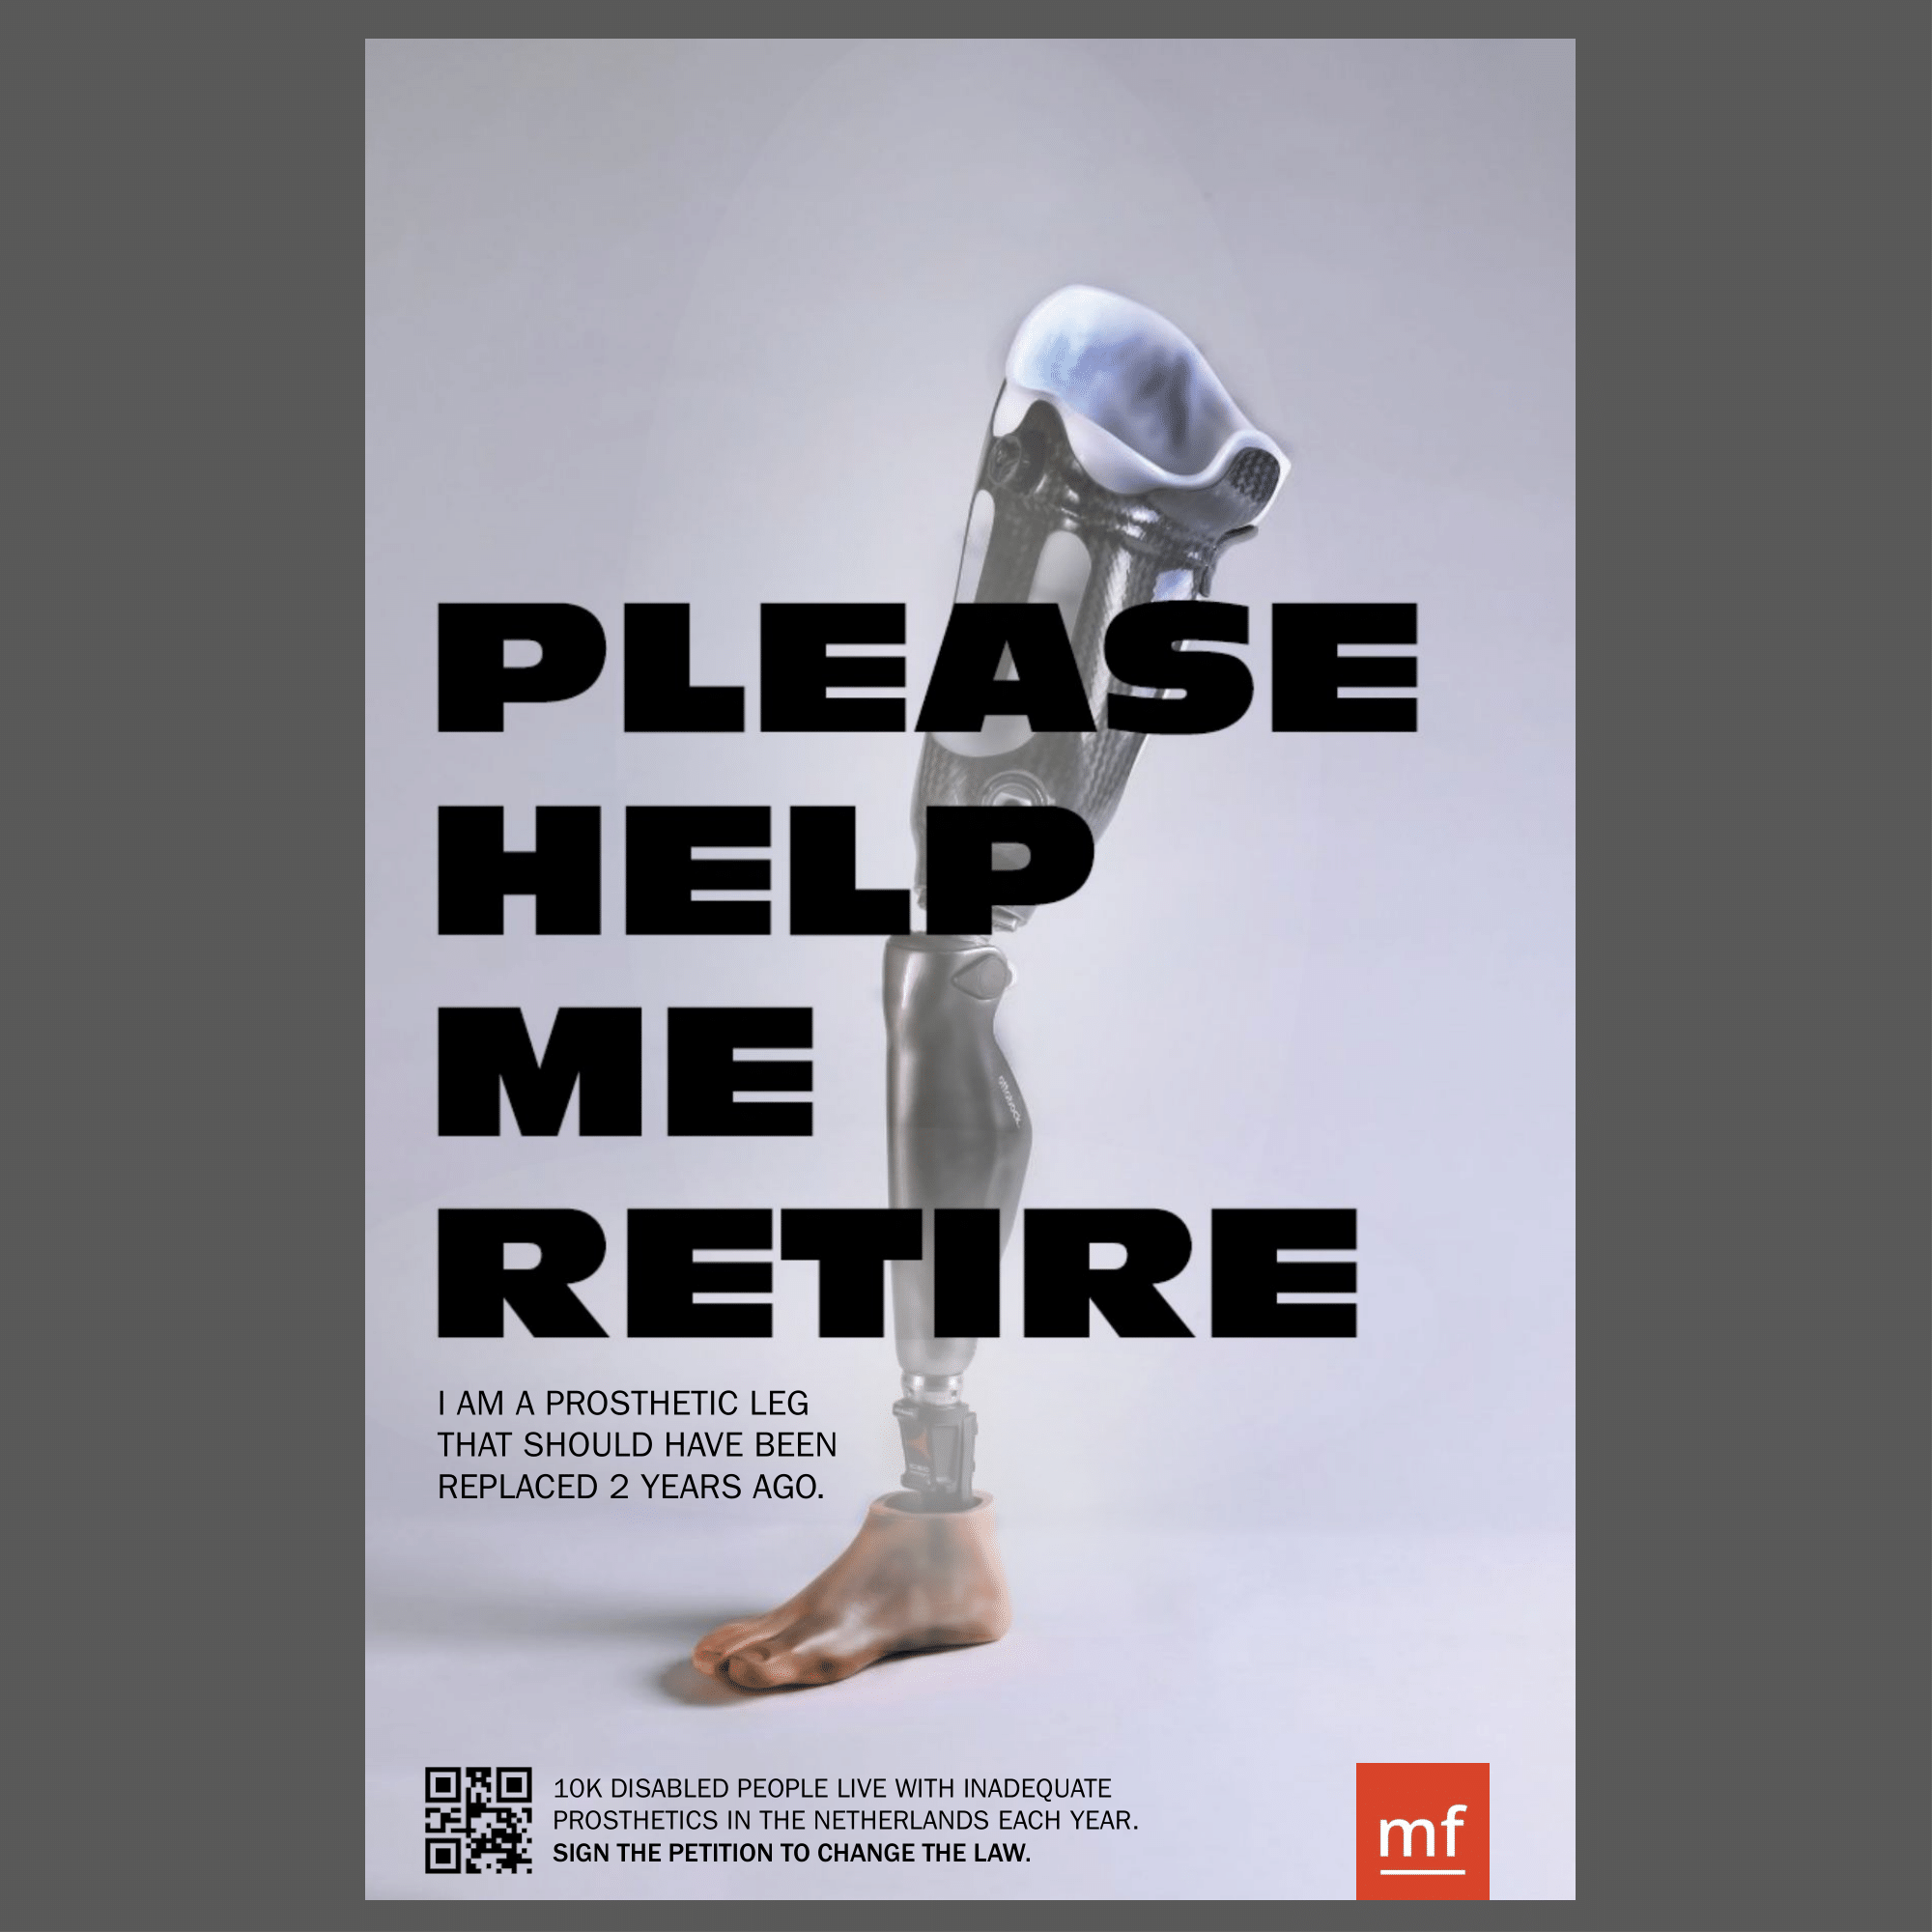 PLEASE
HELP
ME
RETIRE
I AM A PROSTHETIC LEG
THAT SHOULD HAVE BEEN
REPLACED 2 YEARS AGO.
10K DISABLED PEOPLE LIVE WITH INADEQUATE
PROSTHETICS IN THE NETHERLANDS EACH YEAR.
SIGN THE PETITION TO CHANGE THE LAW.
mf